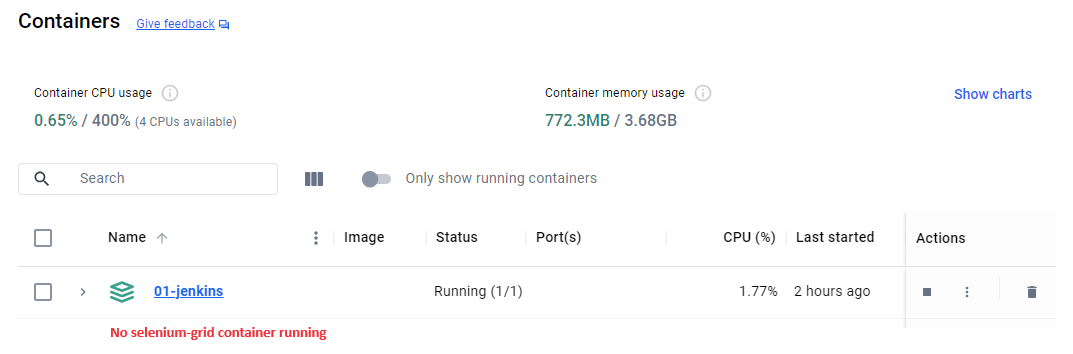 Containers Give feedback
Container CPU usage
0.65% / 400% (4 CPUs available)
Container memory usage
772.3MB / 3.68GB
Show charts
Search
Only show running containers
Name Image Status Port(s) CPU (%) Last started Actions
01-jenkins Running (1/1) 1.77% 2 hours ago
No selenium-grid container running